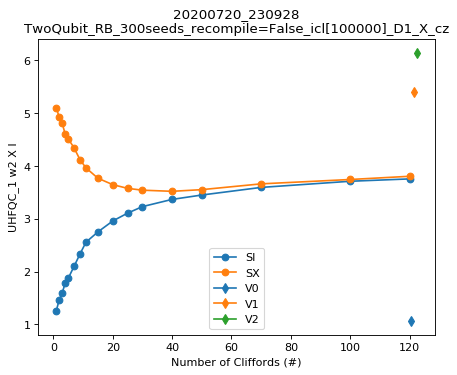 20200720_230928
TwoQubit_RB_300seeds_recompile=False_icl[100000]_D1_X_cz
UHFQC_1 w2 X I
6
5
4
3
2
1
SI
SX
V0
V1
V2
0
20
40
60
80
100
120
Number of Cliffords (#)